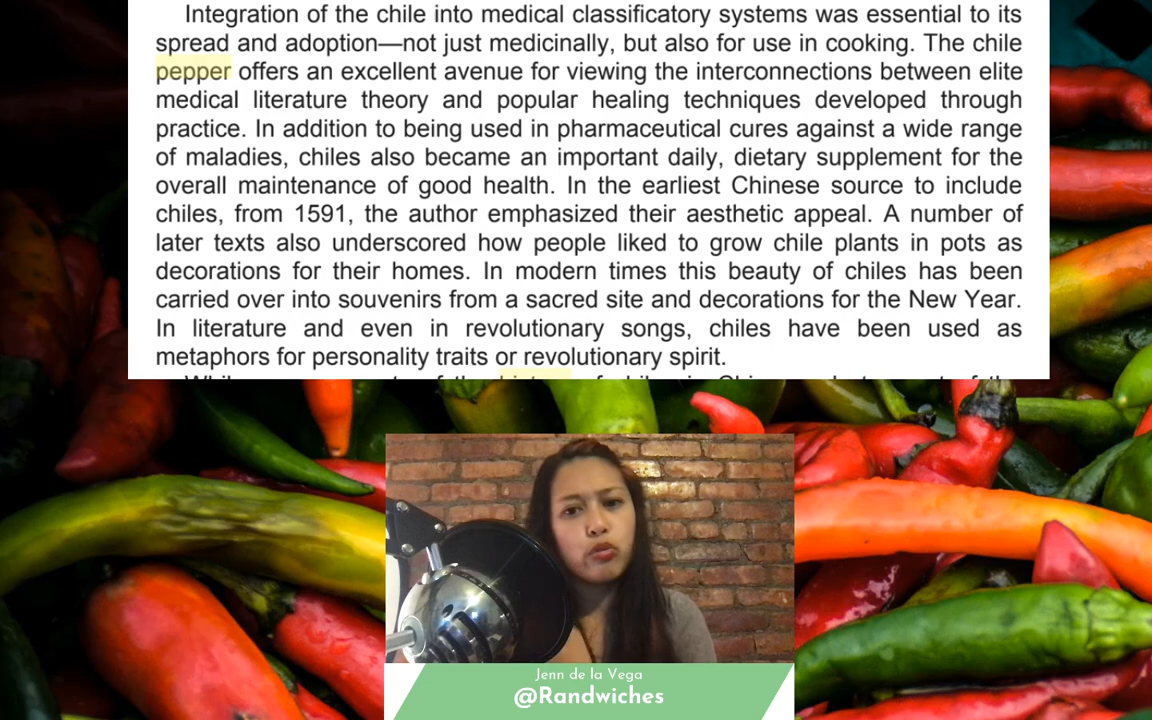 Integration of the chile into medical classificatory systems was essential to its
spread and adoption—not just medicinally, but also for use in cooking. The chile
pepper offers an excellent avenue for viewing the interconnections between elite
medical literature theory and popular healing techniques developed through
practice. In addition to being used in pharmaceutical cures against a wide range
of maladies, chiles also became an important daily, dietary supplement for the
overall maintenance of good health. In the earliest Chinese source to include
chiles, from 1591, the author emphasized their aesthetic appeal. A number of
later texts also underscored how people liked to grow chile plants in pots as
decorations for their homes. In modern times this beauty of chiles has been
carried over into souvenirs from a sacred site and decorations for the New Year.
In literature and even in revolutionary songs, chiles have been used as
metaphors for personality traits or revolutionary spirit.
Jenn de la Vega
@Randwiches